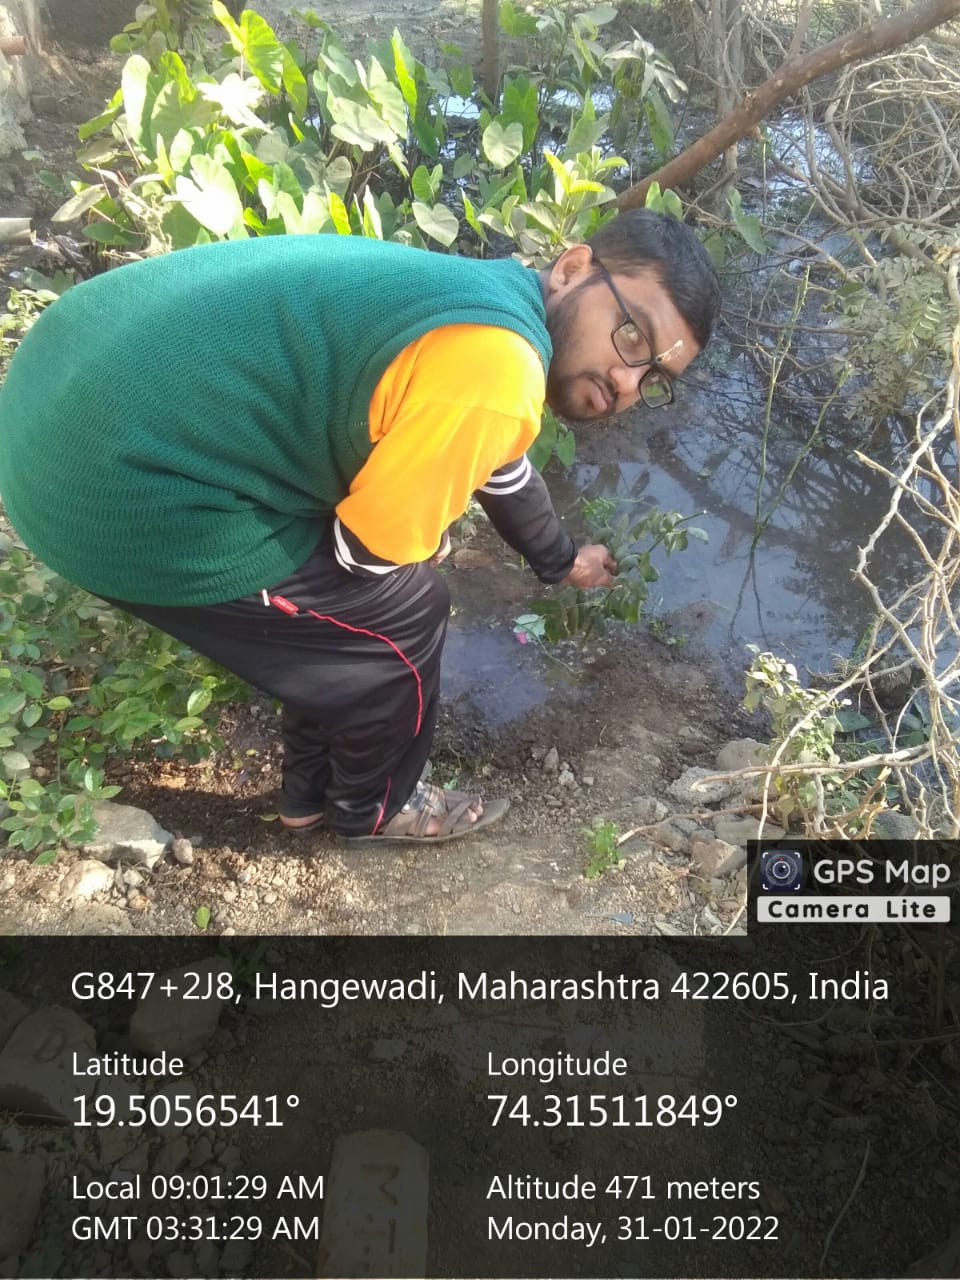 GPS Map
Camera Lite
G847+2J8, Hangewadi, Maharashtra 422605, India
Latitude
19.5056541°
Longitude
74.31511849°
Local 09:01:29 AM
GMT 03:31:29 AM
Altitude 471 meters
Monday, 31-01-2022